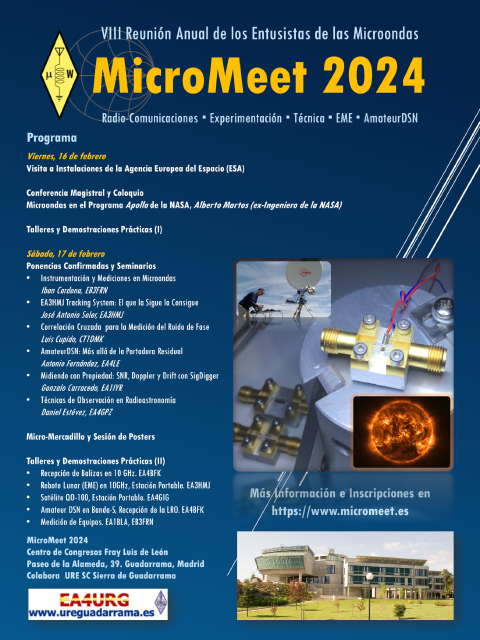 VIII Reunión Anual de los Entusistas de las Microondas
µ W
MicroMeet 2024
Radio-Comunicaciones • Experimentación • Técnica • EME • AmateurDSN
Programa
Viernes, 16 de febrero
Visita a Instalaciones de la Agencia Europea del Espacio (ESA)
Conferencia Magistral y Coloquio
Microondas en el Programa Apollo de la NASA, Alberto Martos (ex-Ingeniero de la NASA)
Talleres y Demostraciones Prácticas (I)
Sábado, 17 de febrero
Ponencias Confirmadas y Seminarios
• Instrumentación y Mediciones en Microondas
Iban Cardona, EB3FRN
• EA3HMJ Tracking System: El que la Sigue la Consigue
José Antonio Soler, EA3HMJ
• Correlación Cruzada para la Medición del Ruido de Fase
Luis Cupido, CT1DMK
• AmateurDSN: Más allá de la Portadora Residual
Antonio Fernández, EA4LE
• Midiendo con Propiedad: SNR, Doppler y Drift con SigDigger
Gonzalo Carracedo, EA1IYR
• Técnicas de Observación en Radioastronomía
Daniel Estévez, EA4GPZ
Micro-Mercadillo y Sesión de Posters
Talleres y Demostraciones Prácticas (II)
• Recepción de Balizas en 10 GHz. EA4BFK
• Rebote Lunar (EME) en 10GHz, Estación Portable. EA3HMJ
• Satélite QO-100, Estación Portable. EA4GIG
• Amateur DSN en Banda-S, Recepción de la LRO. EA4BFK
• Medición de Equipos. EA1BLA, EB3FRN
Más Información e Inscripciones en
https://www.micromeet.es
MicroMeet 2024
Centro de Congresos Fray Luís de León
Paseo de la Alameda, 39. Guadarrama, Madrid
Colabora URE SC Sierra de Guadarrama
EA4URG
www.ureguadarrama.es